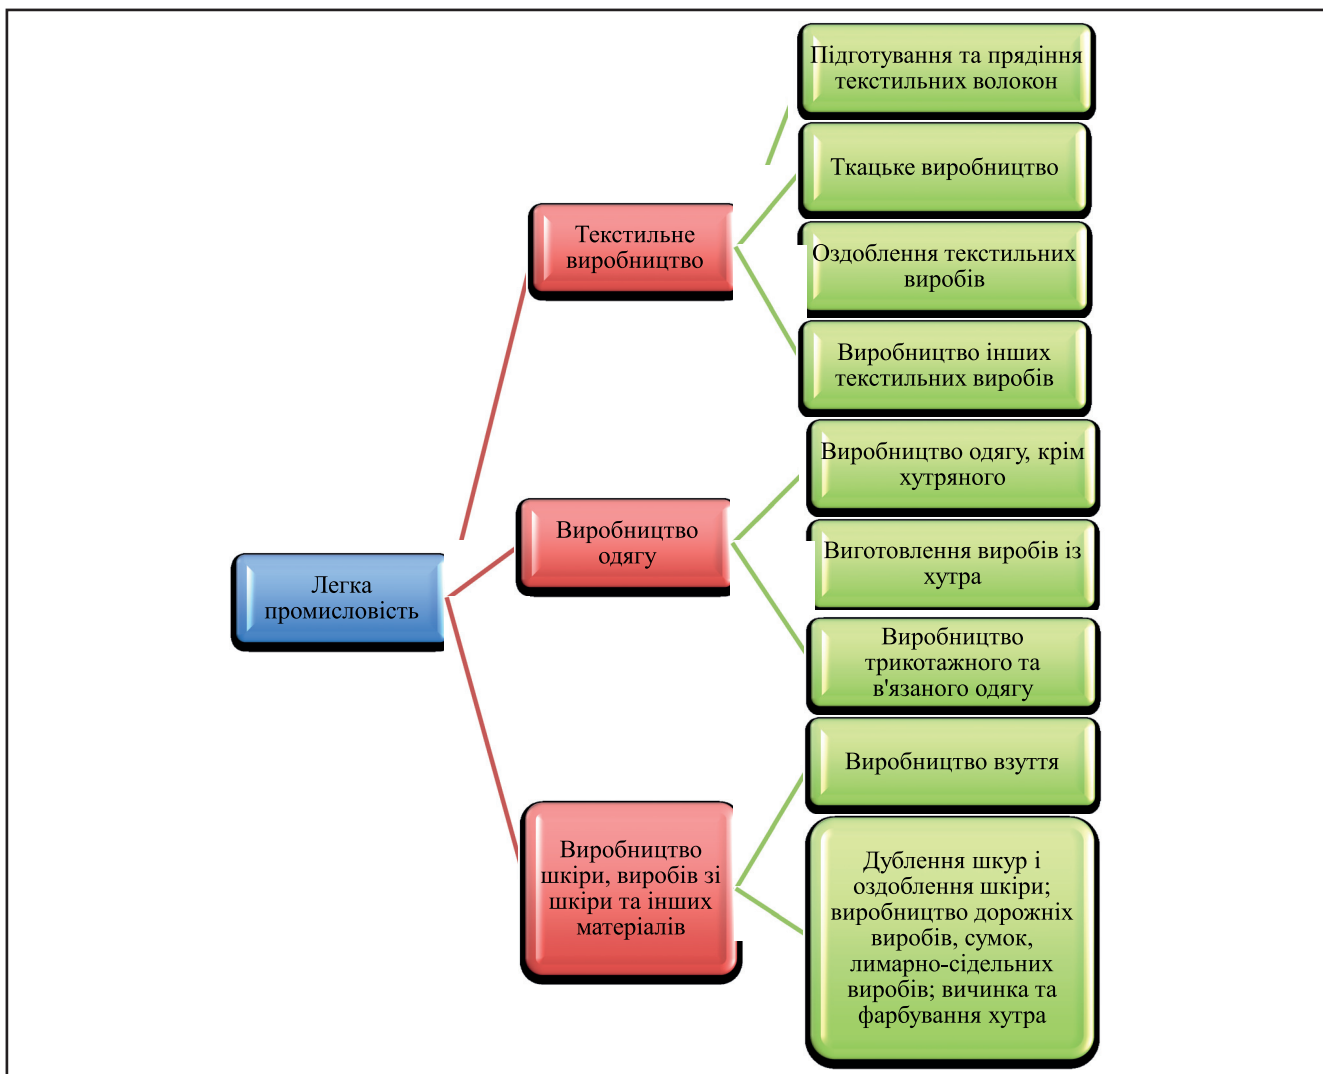 Легка
промисловість
Текстильне
виробництво
Підготування та прядіння
текстильних волокон
Ткацьке виробництво
Оздоблення текстильних
виробів
Виробництво інших
текстильних виробів
Виробництво
одягу
Виробництво одягу, крім
хутряного
Виготовлення виробів із
хутра
Виробництво
трикотажного та
в'язаного одягу
Виробництво
шкіри, виробів зі
шкіри та інших
матеріалів
Виробництво взуття
Дублення шкур і
оздоблення шкіри;
виробництво дорожніх
виробів, сумок,
лимарно-сідельних
виробів; вичинка та
фарбування хутра